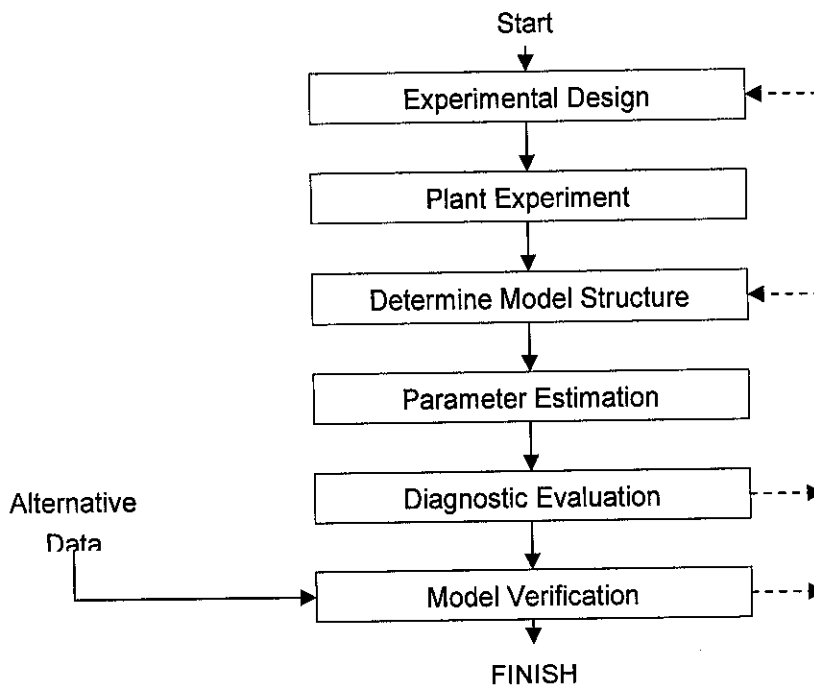 Start
Experimental Design
Plant Experiment
Determine Model Structure
Parameter Estimation
Diagnostic Evaluation
Alternative
Data
Model Verification
FINISH